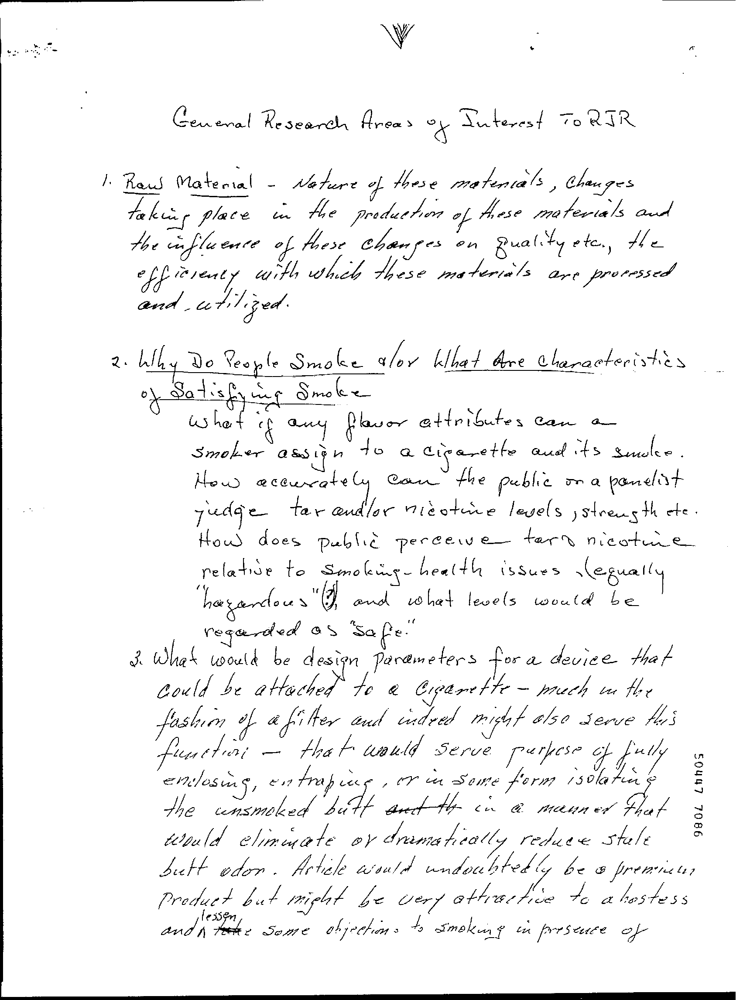 General Research Areas of Interest To RJR
1. Raw Material - Nature of these materials, changes
taking place in the production of these materials and
the influence of these changes on quality etc., the
efficiency with which these materials are processed
and utilized.
2. Why Do People Smoke a/or What Are Characteristics
of Satisfying Smoke
What if any flavor attributes can a
smoker assign to a cigarette and its smoke.
How accurately can the public or a panelist
judge tar and/or nicotine levels, strength etc.
How does public perceive tar & nicotine
relative to smoking-health issues, (equally
"hazardous"(?)) and what levels would be
regarded as "safe."
3. What would be design parameters for a device that
could be attached to a cigarette - much in the
fashion of a filter and indeed might also serve this
function - that would serve purpose of fully
enclosing, entraping, or in some form isolating
the unsmoked butt and th in a manner that
would eliminate or dramatically reduce stale
butt odor. Article would undoubtedly be a premium
product but might be very attractive to a hostess
and lessen some objections to smoking in presence of
50447 7086